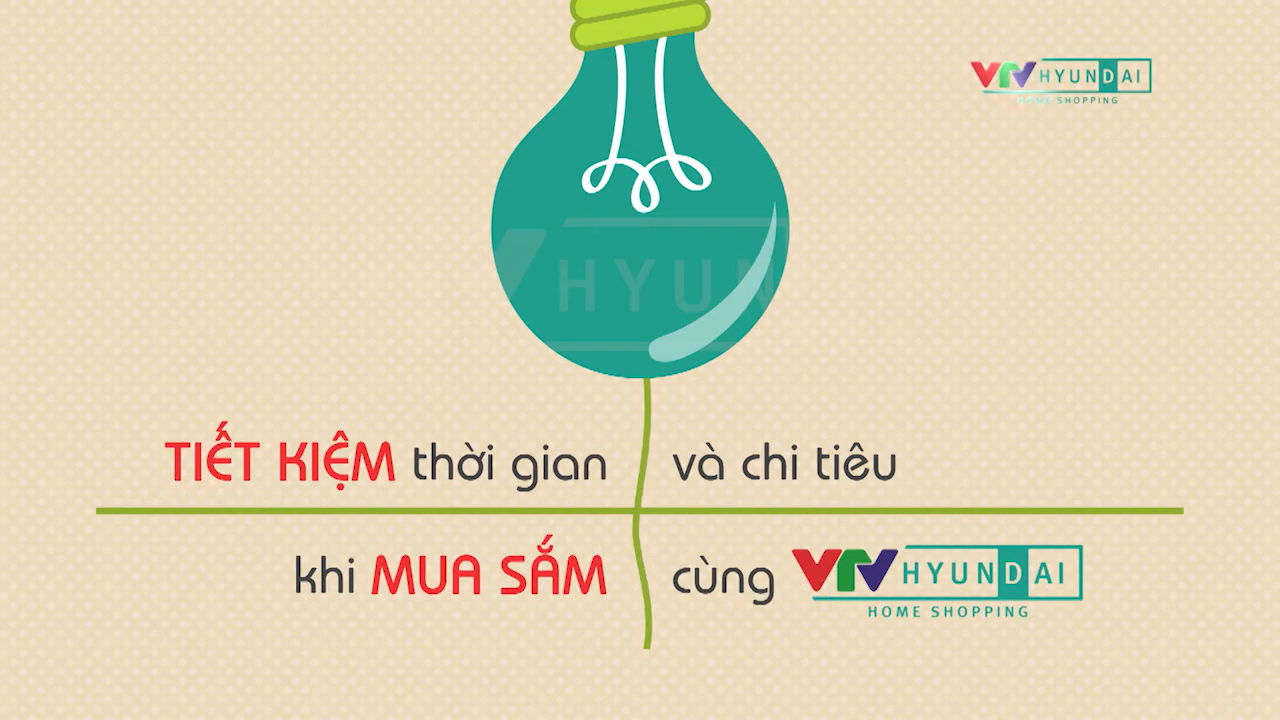 VTV HYUNDAI
HOME SHOPPING
HYUN
TIẾT KIỆM thời gian và chi tiêu
khi MUA SẮM cùng VTV HYUNDAI
HOME SHOPPING